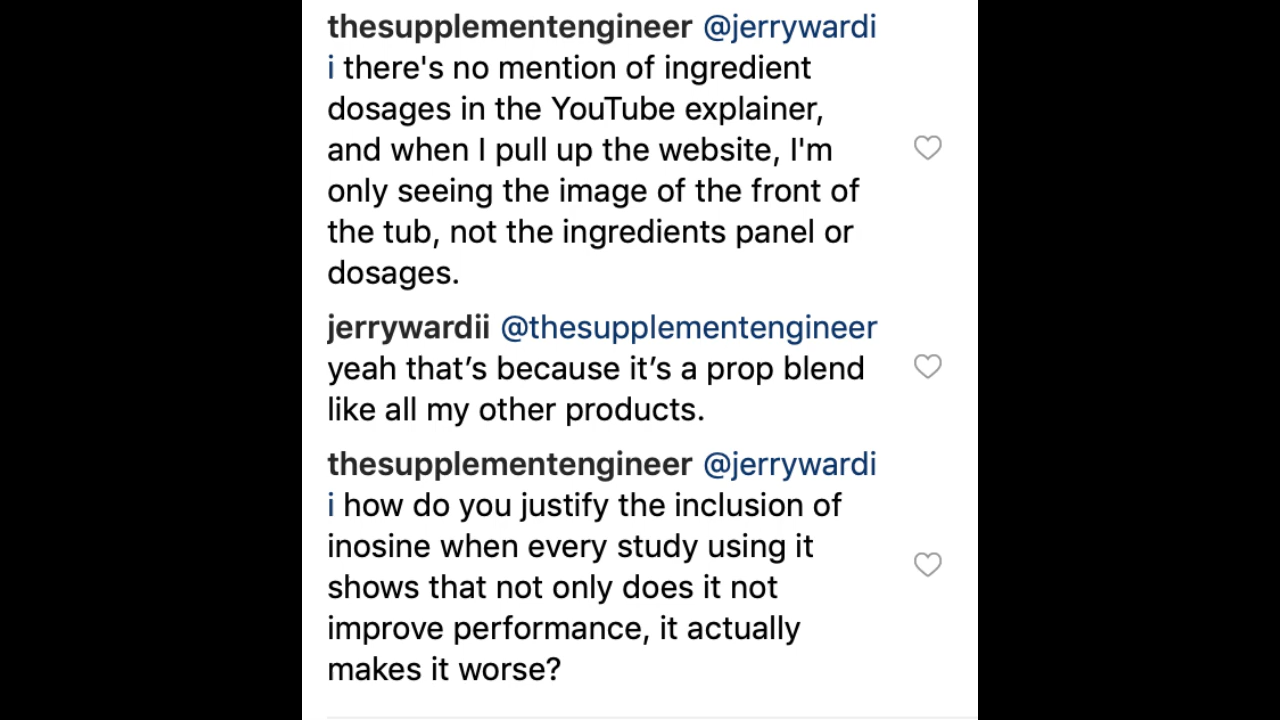 thesupplementengineer @jerrywardi
i there's no mention of ingredient
dosages in the YouTube explainer,
and when I pull up the website, I'm
only seeing the image of the front of
the tub, not the ingredients panel or
dosages.
jerrywardii @thesupplementengineer
yeah that’s because it’s a prop blend
like all my other products.
thesupplementengineer @jerrywardi
i how do you justify the inclusion of
inosine when every study using it
shows that not only does it not
improve performance, it actually
makes it worse?